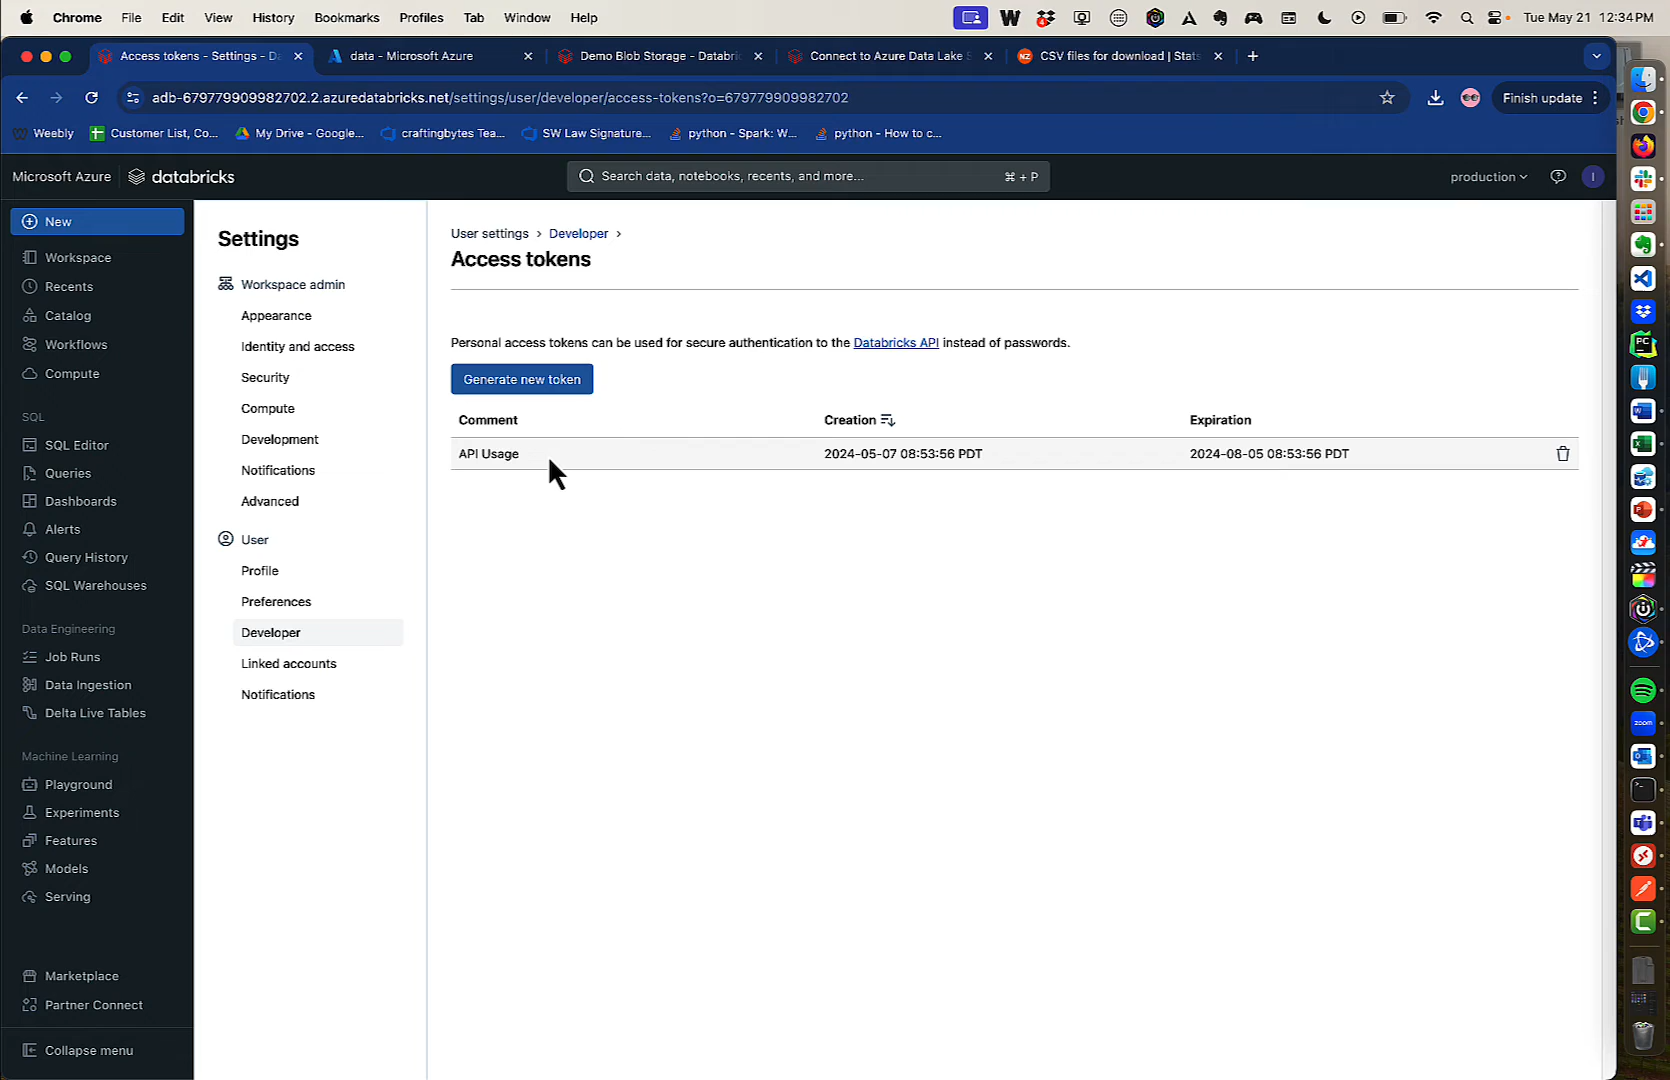 Chrome File Edit View History Bookmarks Profiles Tab Window Help Tue May 21 12:34 PM
Access tokens - Settings - Da
data - Microsoft Azure
Demo Blob Storage - Databric
Connect to Azure Data Lake S
CSV files for download | Stats
adb-679779909982702.2.azuredatabricks.net/settings/user/developer/access-tokens?o=679779909982702
Finish update
Weebly
Customer List, Co...
My Drive - Google...
craftingbytes Tea...
SW Law Signature...
python - Spark: W...
python - How to c...
Microsoft Azure databricks
Search data, notebooks, recents, and more... ⌘ + P
production
I
New
Workspace
Recents
Catalog
Workflows
Compute
SQL
SQL Editor
Queries
Dashboards
Alerts
Query History
SQL Warehouses
Data Engineering
Job Runs
Data Ingestion
Delta Live Tables
Machine Learning
Playground
Experiments
Features
Models
Serving
Marketplace
Partner Connect
Collapse menu
Settings
Workspace admin
Appearance
Identity and access
Security
Compute
Development
Notifications
Advanced
User
Profile
Preferences
Developer
Linked accounts
Notifications
User settings › Developer ›
Access tokens
Personal access tokens can be used for secure authentication to the Databricks API instead of passwords.
Generate new token
Comment Creation Expiration
API Usage 2024-05-07 08:53:56 PDT 2024-08-05 08:53:56 PDT
zoom